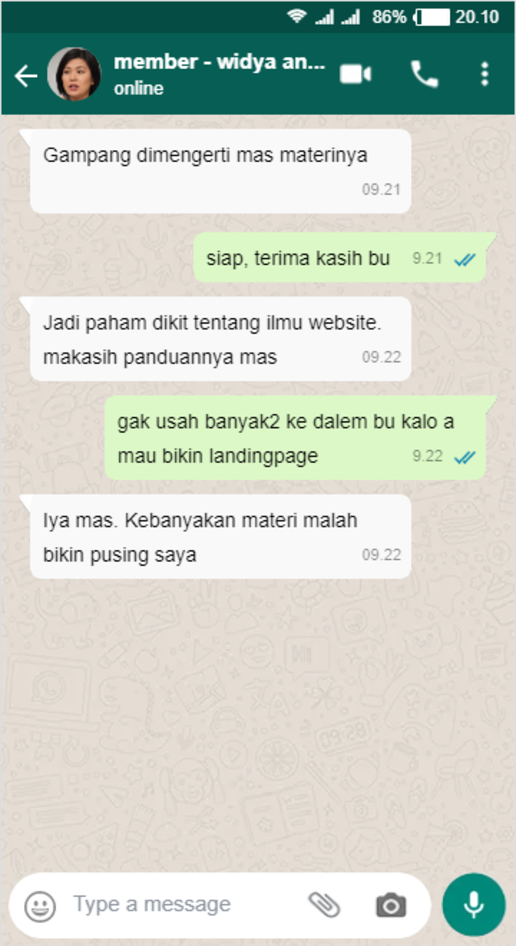 86% 20.10
member - widya an...
online
Gampang dimengerti mas materinya
09.21
siap, terima kasih bu 9.21
Jadi paham dikit tentang ilmu website.
makasih panduannya mas 09.22
gak usah banyak2 ke dalem bu kalo a
mau bikin landingpage 9.22
Iya mas. Kebanyakan materi malah
bikin pusing saya 09.22
Type a message